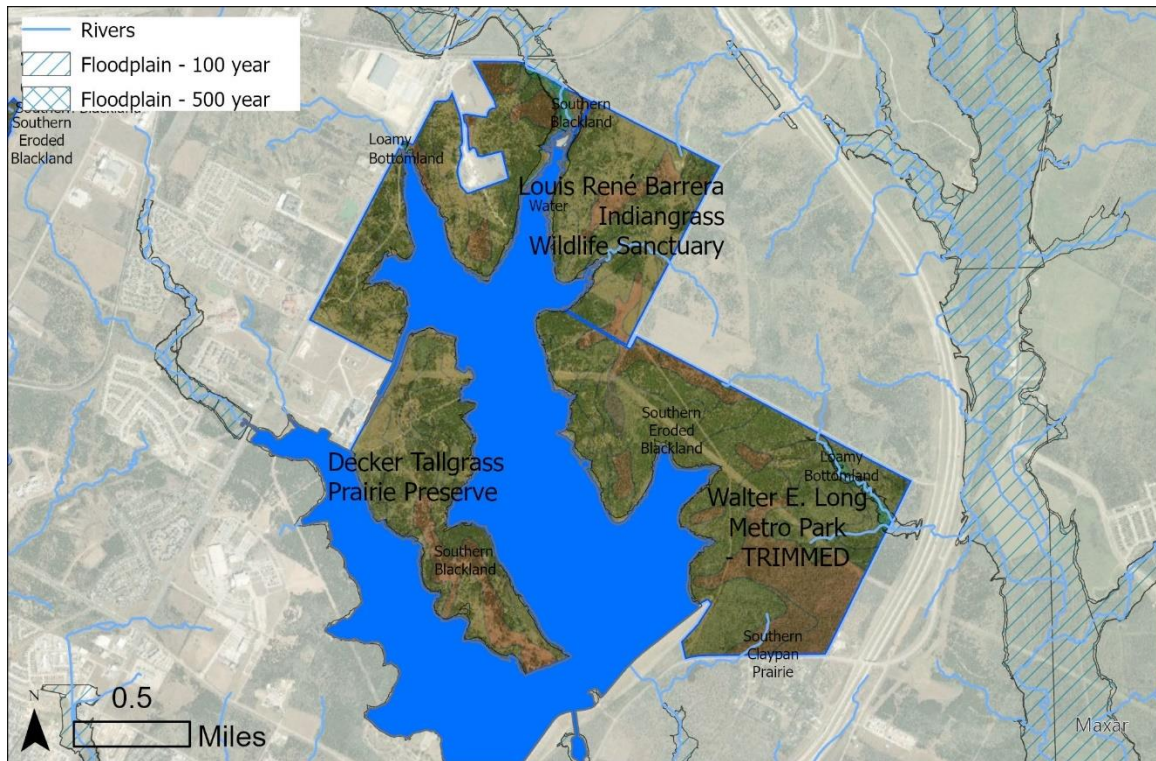 Rivers
Floodplain - 100 year
Floodplain - 500 year
Southern Blackland
Southern
Eroded
Blackland
Loamy
Bottomland
Southern
Blackland
Louis René Barrera
Indiangrass
Wildlife Sanctuary
Water
Southern
Eroded
Blackland
Decker Tallgrass
Prairie Preserve
Loamy
Bottomland
Walter E. Long
Metro Park
- TRIMMED
Southern
Blackland
Southern
Claypan
Prairie
N
0.5
Miles
Maxar